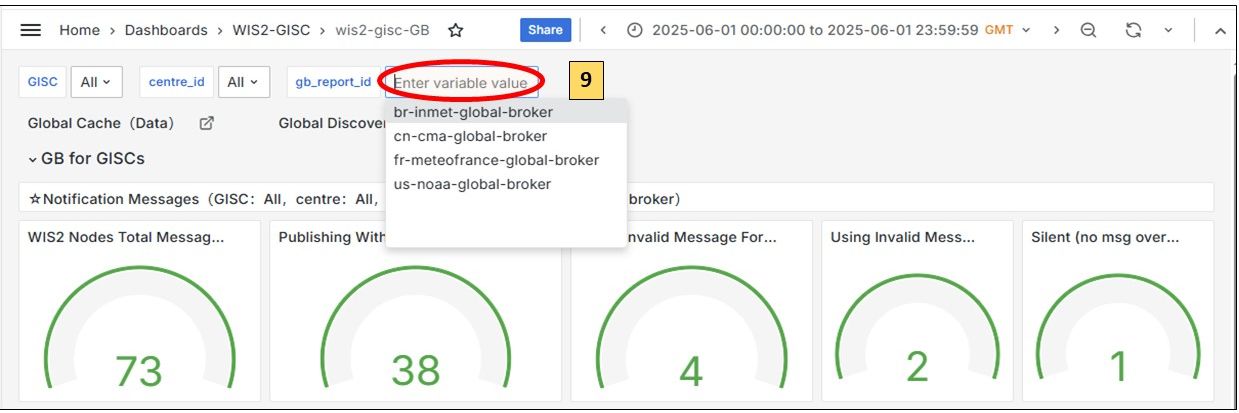 Home › Dashboards › WIS2-GISC › wis2-gisc-GB Share 2025-06-01 00:00:00 to 2025-06-01 23:59:59 GMT
GISC All centre_id All gb_report_id Enter variable value 9
Global Cache（Data） Global Discove
br-inmet-global-broker
cn-cma-global-broker
fr-meteofrance-global-broker
us-noaa-global-broker
GB for GISCs
☆Notification Messages（GISC：All，centre：All， broker）
WIS2 Nodes Total Messag... Publishing With nvalid Message For... Using Invalid Mess... Silent (no msg over...
73 38 4 2 1